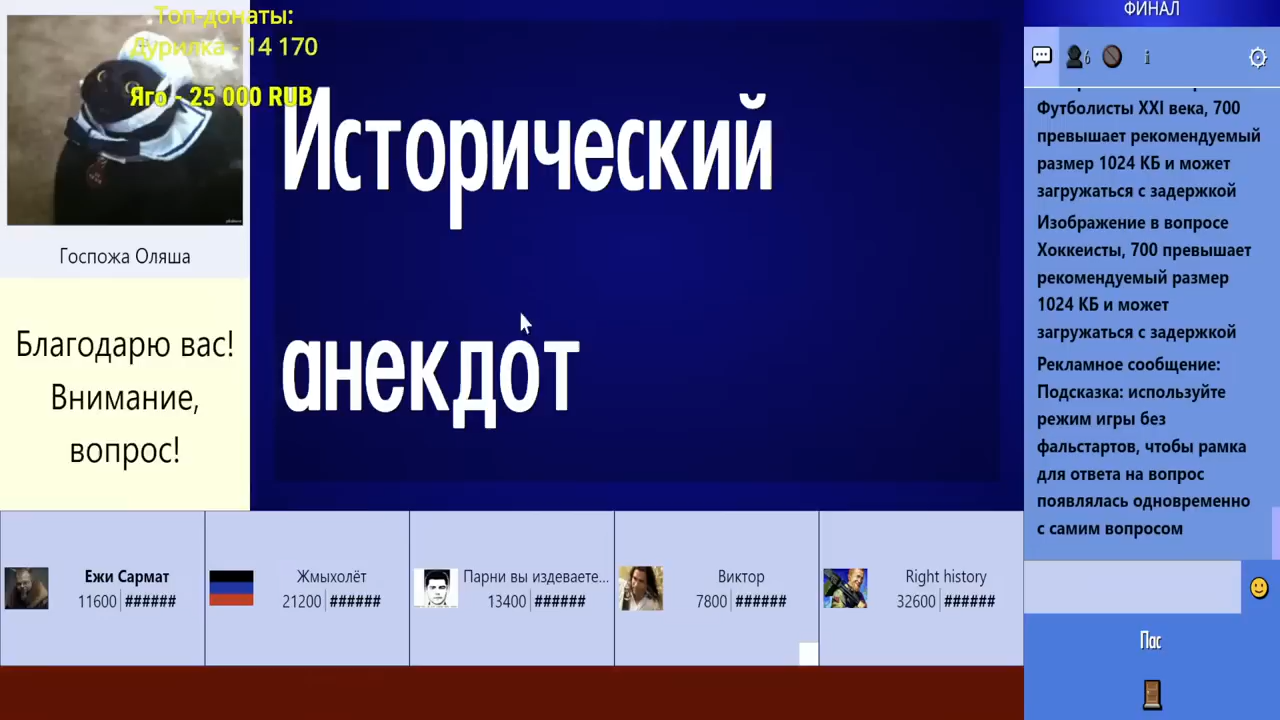 Топ-донаты:
Дурилка - 14 170
Яго - 25 000 RUB
Госпожа Оляша
Благодарю вас!
Внимание,
вопрос!
Исторический
анекдот
ФИНАЛ
6
i
Футболисты XXI века, 700
превышает рекомендуемый
размер 1024 КБ и может
загружаться с задержкой
Изображение в вопросе
Хоккеисты, 700 превышает
рекомендуемый размер
1024 КБ и может
загружаться с задержкой
Рекламное сообщение:
Подсказка: используйте
режим игры без
фальстартов, чтобы рамка
для ответа на вопрос
появлялась одновременно
с самим вопросом
Пас
Ежи Сармат
11600 ######
Жмыхолёт
21200 ######
Парни вы издеваете...
13400 ######
Виктор
7800 ######
Right history
32600 ######